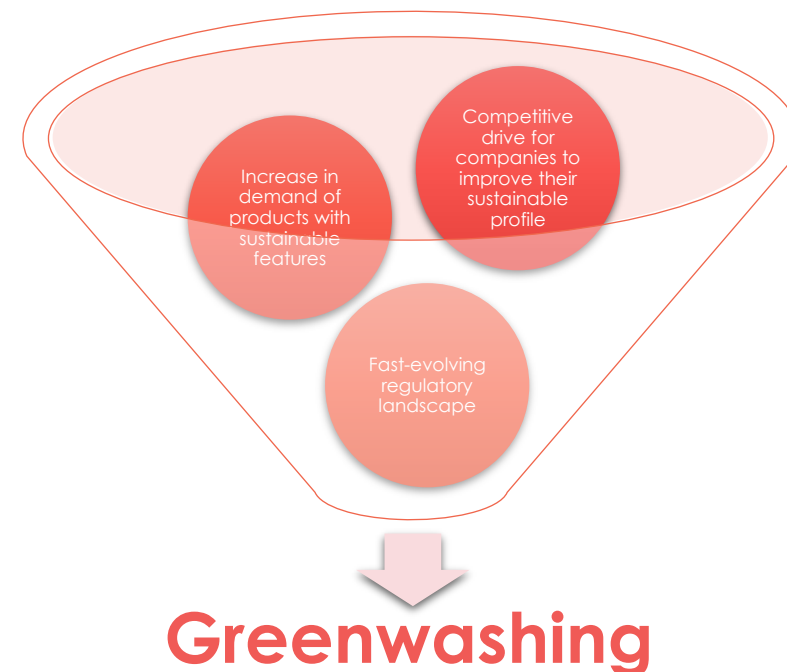 Competitive
drive for
companies to
improve their
sustainable
profile
Increase in
demand of
products with
sustainable
features
Fast-evolving
regulatory
landscape
Greenwashing